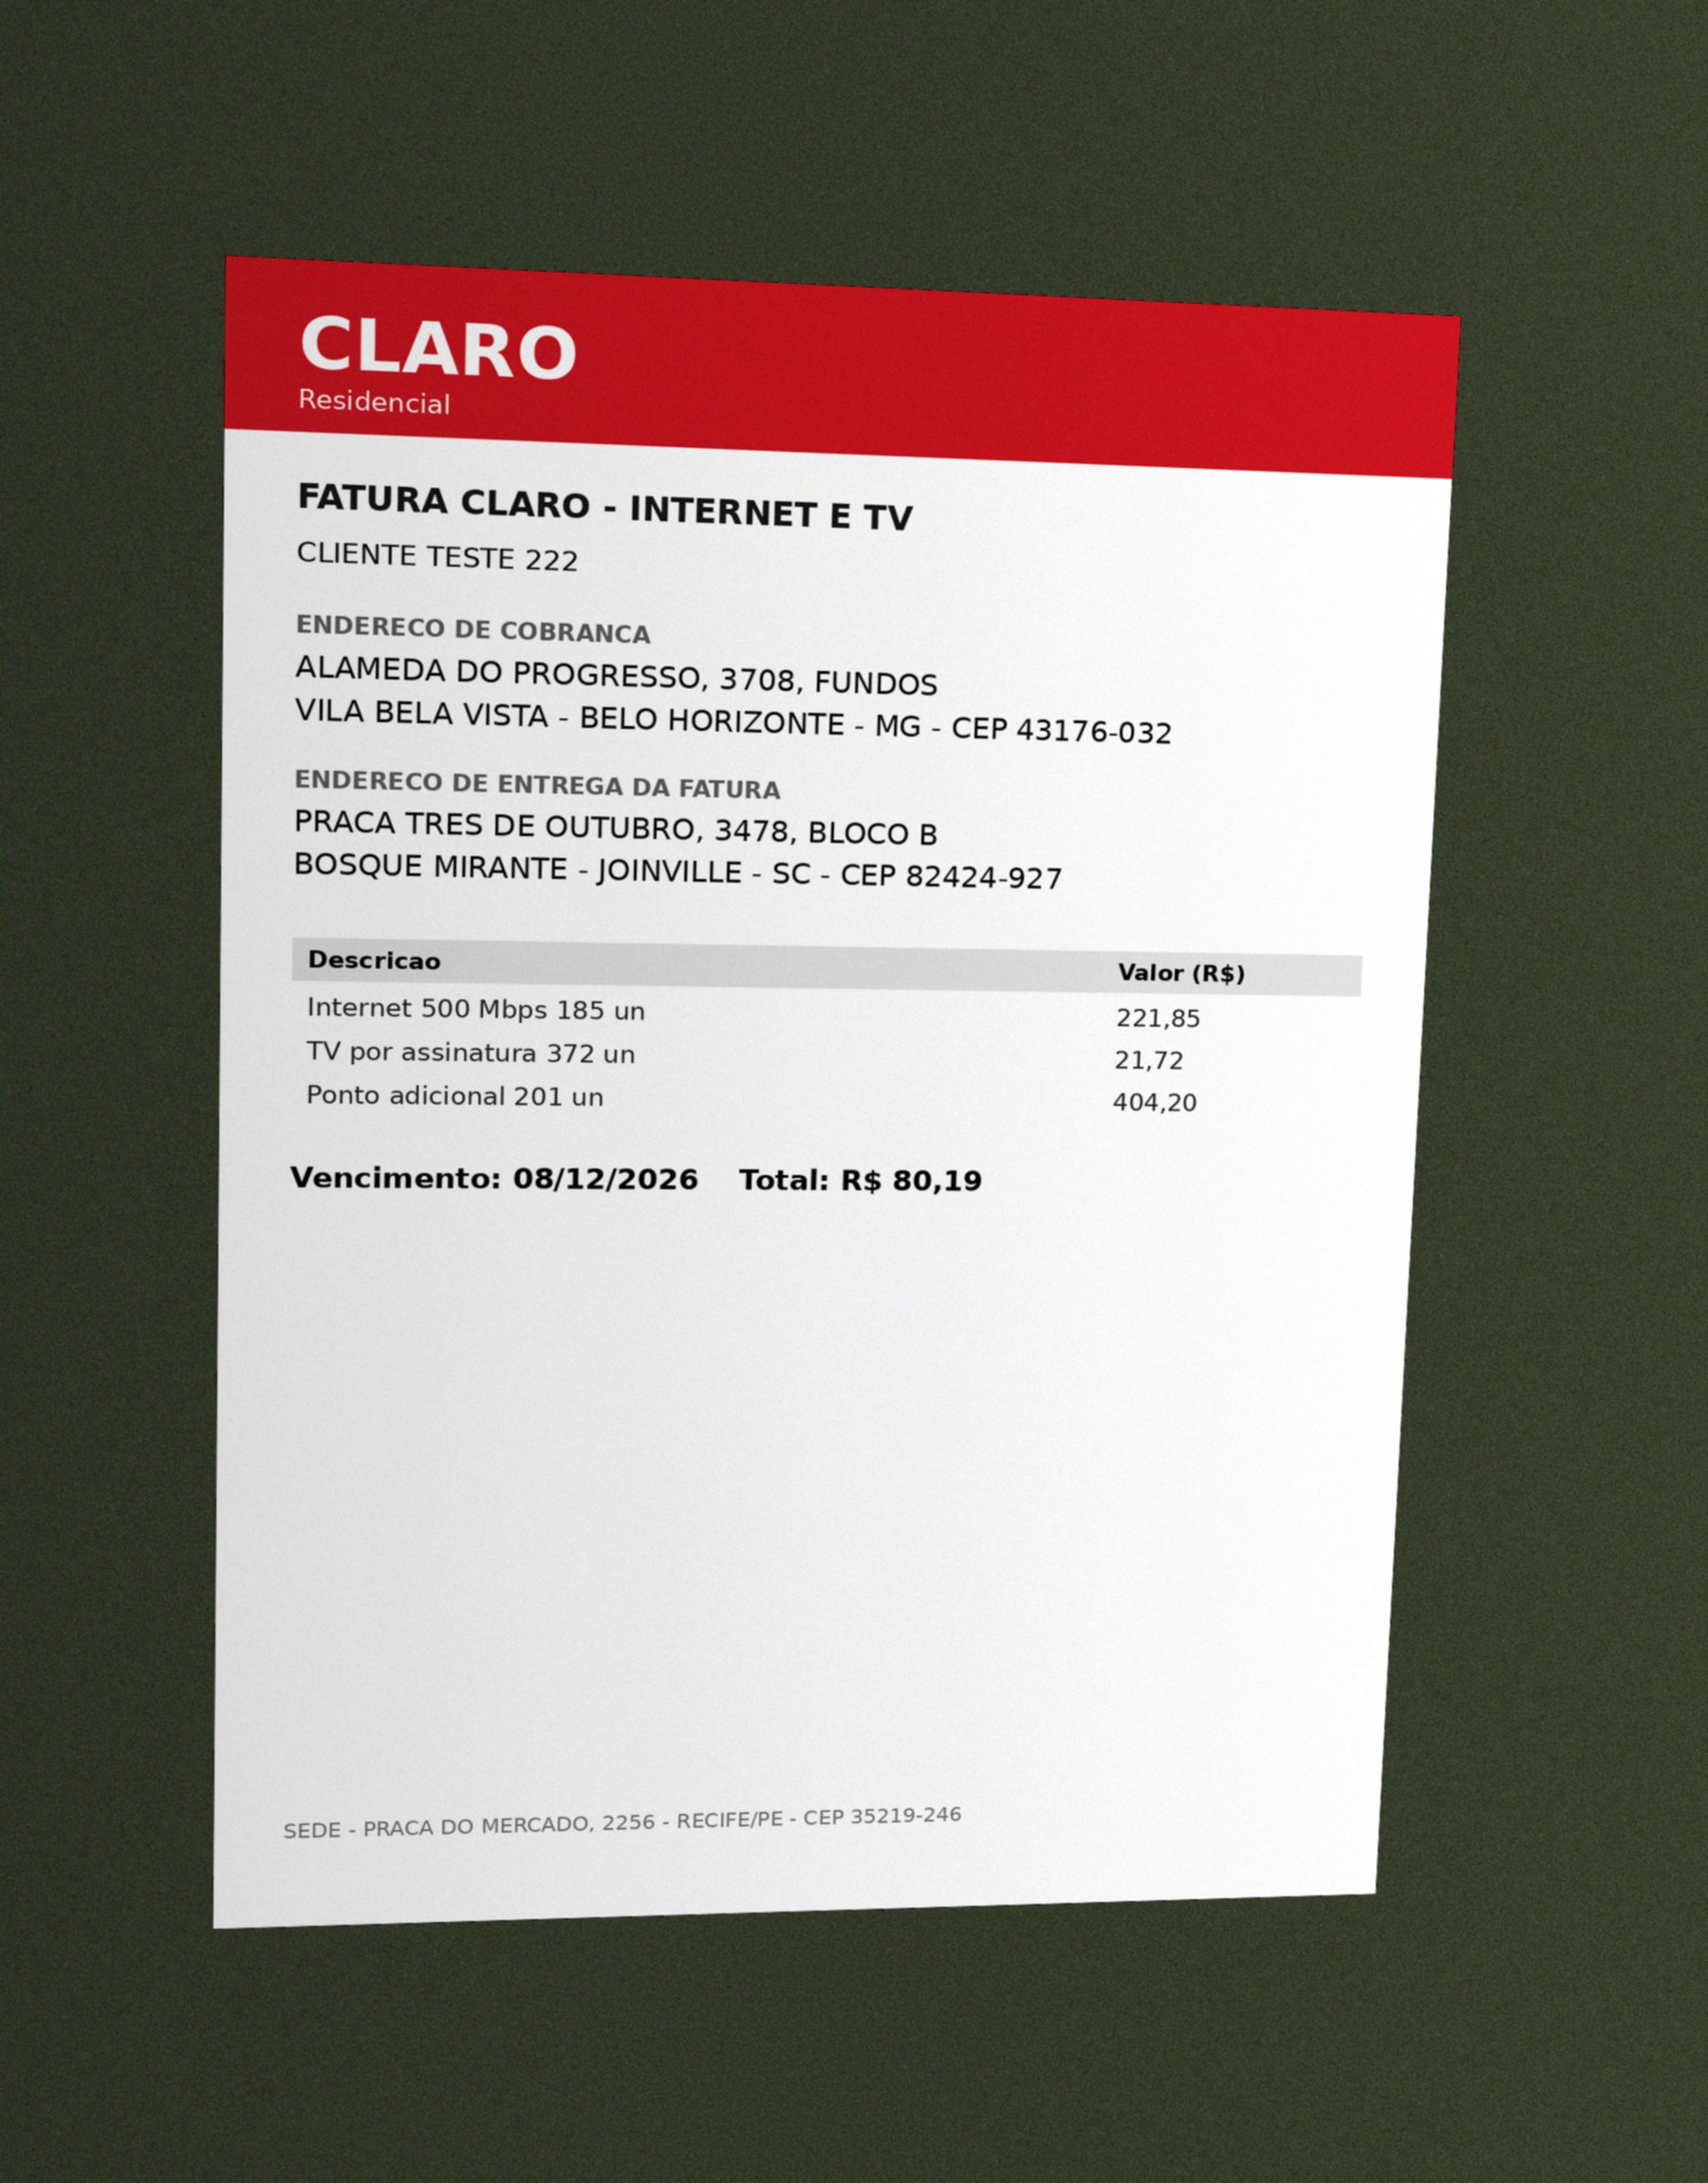 CLARO
Residencial
FATURA CLARO - INTERNET E TV
CLIENTE TESTE 222
ENDERECO DE COBRANCA
ALAMEDA DO PROGRESSO, 3708, FUNDOS
VILA BELA VISTA - BELO HORIZONTE - MG - CEP 43176-032
ENDERECO DE ENTREGA DA FATURA
PRACA TRES DE OUTUBRO, 3478, BLOCO B
BOSQUE MIRANTE - JOINVILLE - SC - CEP 82424-927
Descricao Valor (R$)
Internet 500 Mbps 185 un 221,85
TV por assinatura 372 un 21,72
Ponto adicional 201 un 404,20
Vencimento: 08/12/2026 Total: R$ 80,19
SEDE - PRACA DO MERCADO, 2256 - RECIFE/PE - CEP 35219-246